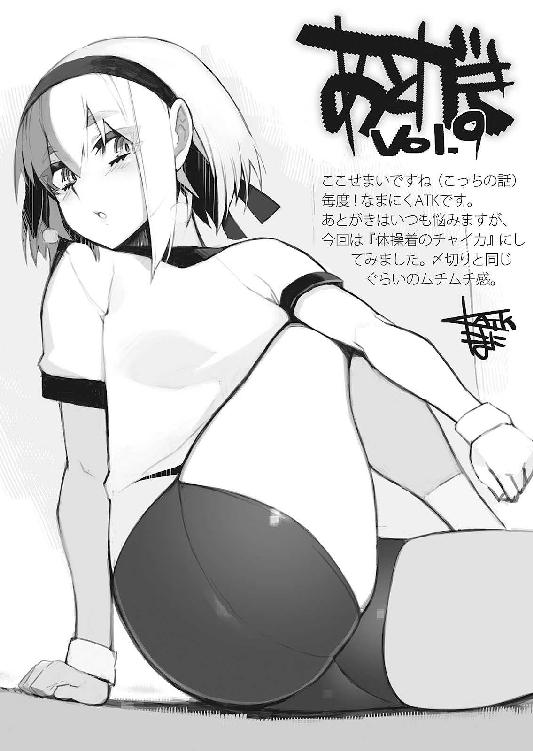 あとがき
Vol.9
ここせまいですね（こっちの話）
毎度！なまにくATKです。
あとがきはいつも悩みますが、
今回は『体操着のチャイカ』にし
てみました。〆切りと同じ
ぐらいのムチムチ感。